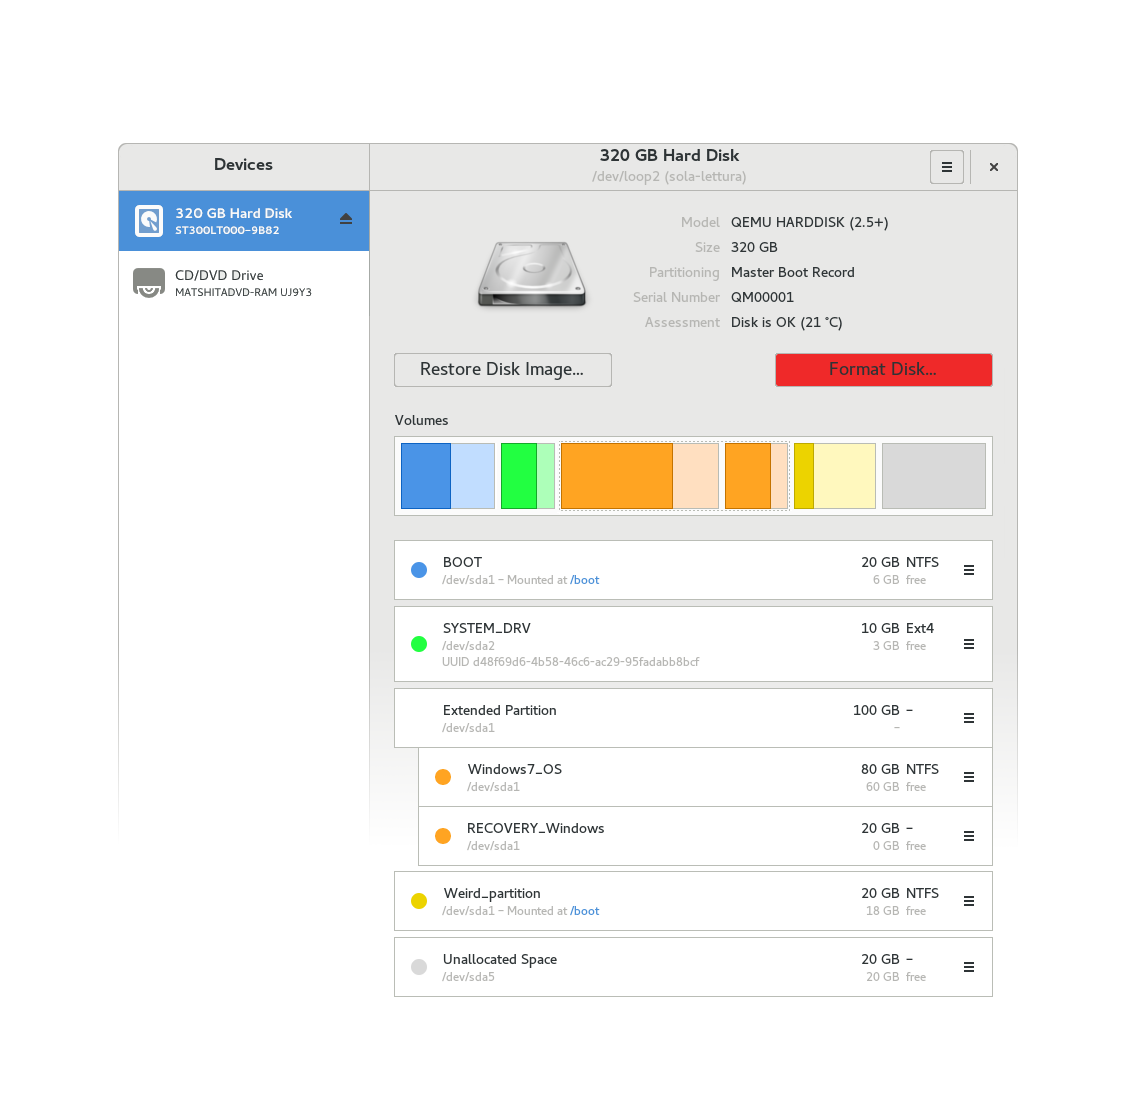 Devices
320 GB Hard Disk
/dev/loop2 (sola-lettura)
320 GB Hard Disk
ST300LT000-9B82
CD/DVD Drive
MATSHITADVD-RAM UJ9Y3
Model QEMU HARDDISK (2.5+)
Size 320 GB
Partitioning Master Boot Record
Serial Number QM00001
Assessment Disk is OK (21 °C)
Restore Disk Image...
Format Disk...
Volumes
BOOT 20 GB NTFS
/dev/sda1 – Mounted at /boot 6 GB free
SYSTEM_DRV 10 GB Ext4
/dev/sda2 3 GB free
UUID d48f69d6-4b58-46c6-ac29-95fadabb8bcf
Extended Partition 100 GB –
/dev/sda1 –
Windows7_OS 80 GB NTFS
/dev/sda1 60 GB free
RECOVERY_Windows 20 GB –
/dev/sda1 0 GB free
Weird_partition 20 GB NTFS
/dev/sda1 – Mounted at /boot 18 GB free
Unallocated Space 20 GB –
/dev/sda5 20 GB free